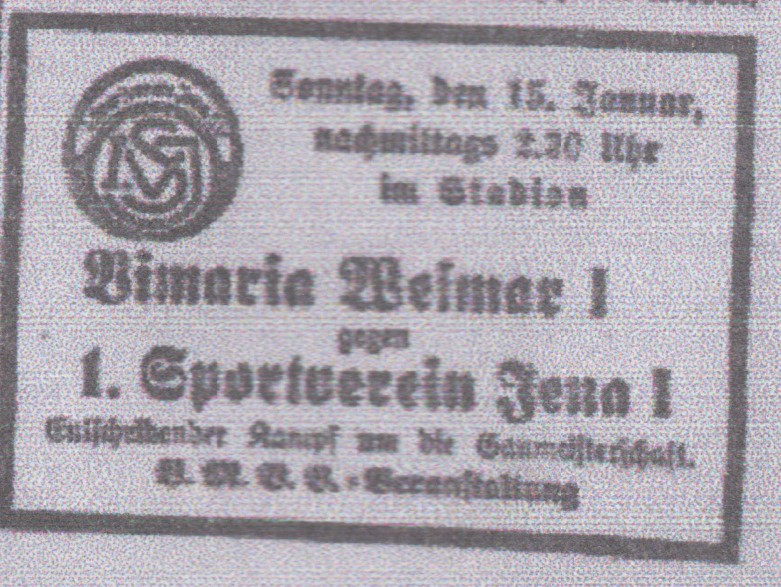 Sonntag, den 15. Januar,
nachmittags 2.30 Uhr
im Stadion
Vimaria Weimar I
gegen
1. Sportverein Jena I
Entscheidender Kampf um die Gaumeisterschaft.
V. M. B. V.-Veranstaltung